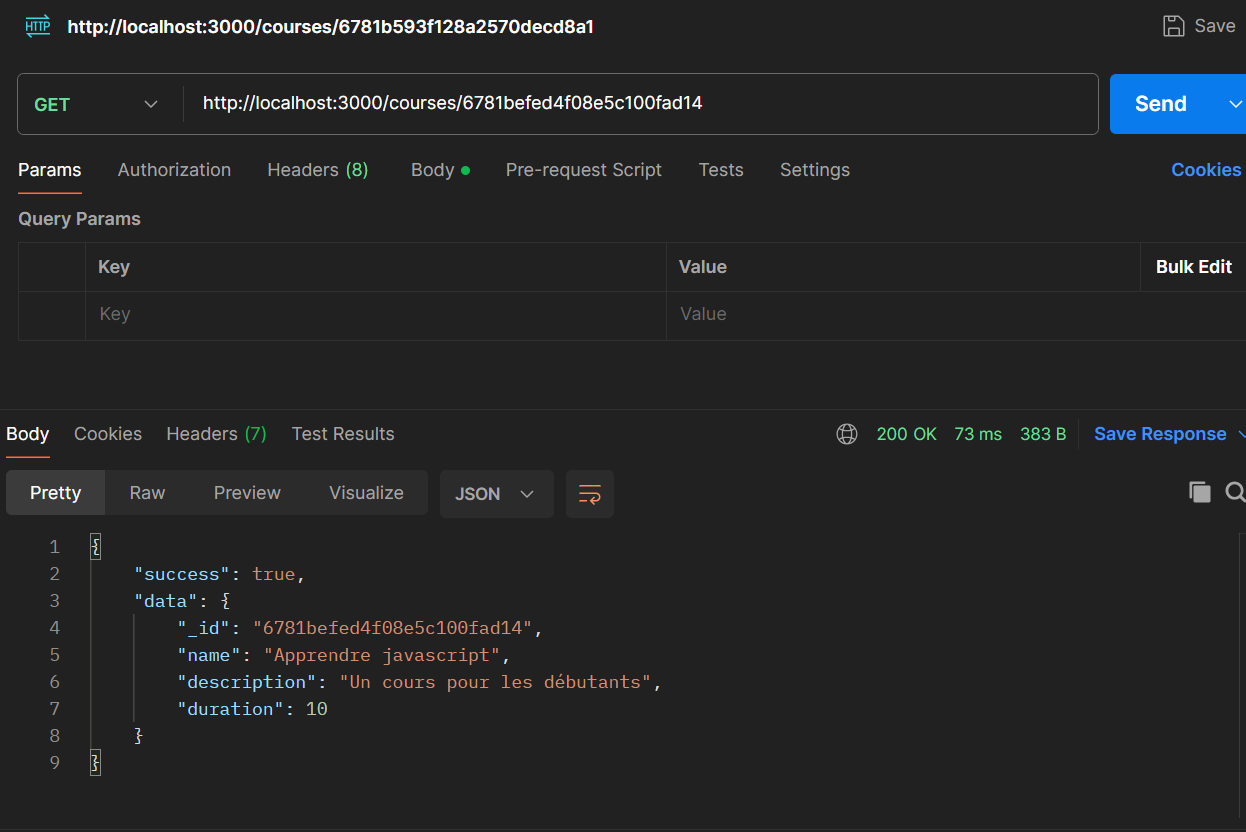 HTTP http://localhost:3000/courses/6781b593f128a2570decd8a1 Save
GET http://localhost:3000/courses/6781befed4f08e5c100fad14 Send
Params Authorization Headers (8) Body Pre-request Script Tests Settings Cookies
Query Params
Key Value Bulk Edit
Key Value
Body Cookies Headers (7) Test Results 200 OK 73 ms 383 B Save Response
Pretty Raw Preview Visualize JSON
1 {
2 "success": true,
3 "data": {
4 "_id": "6781befed4f08e5c100fad14",
5 "name": "Apprendre javascript",
6 "description": "Un cours pour les débutants",
7 "duration": 10
8 }
9 }